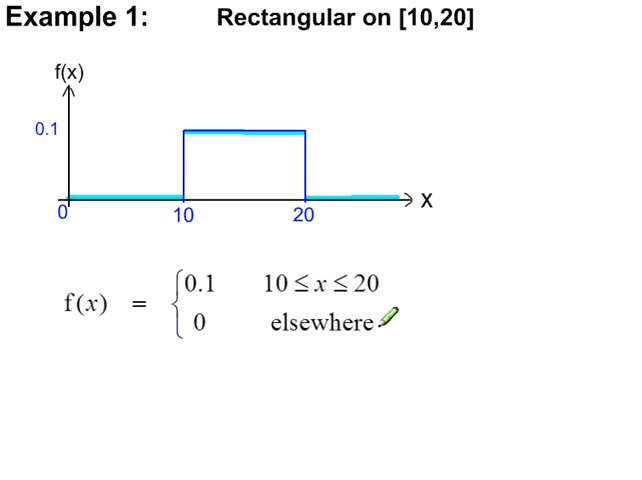 Example 1: Rectangular on [10,20]
f(x)
0.1
0 10 20 X
f(x) = { 0.1 10 ≤ x ≤ 20
0 elsewhere